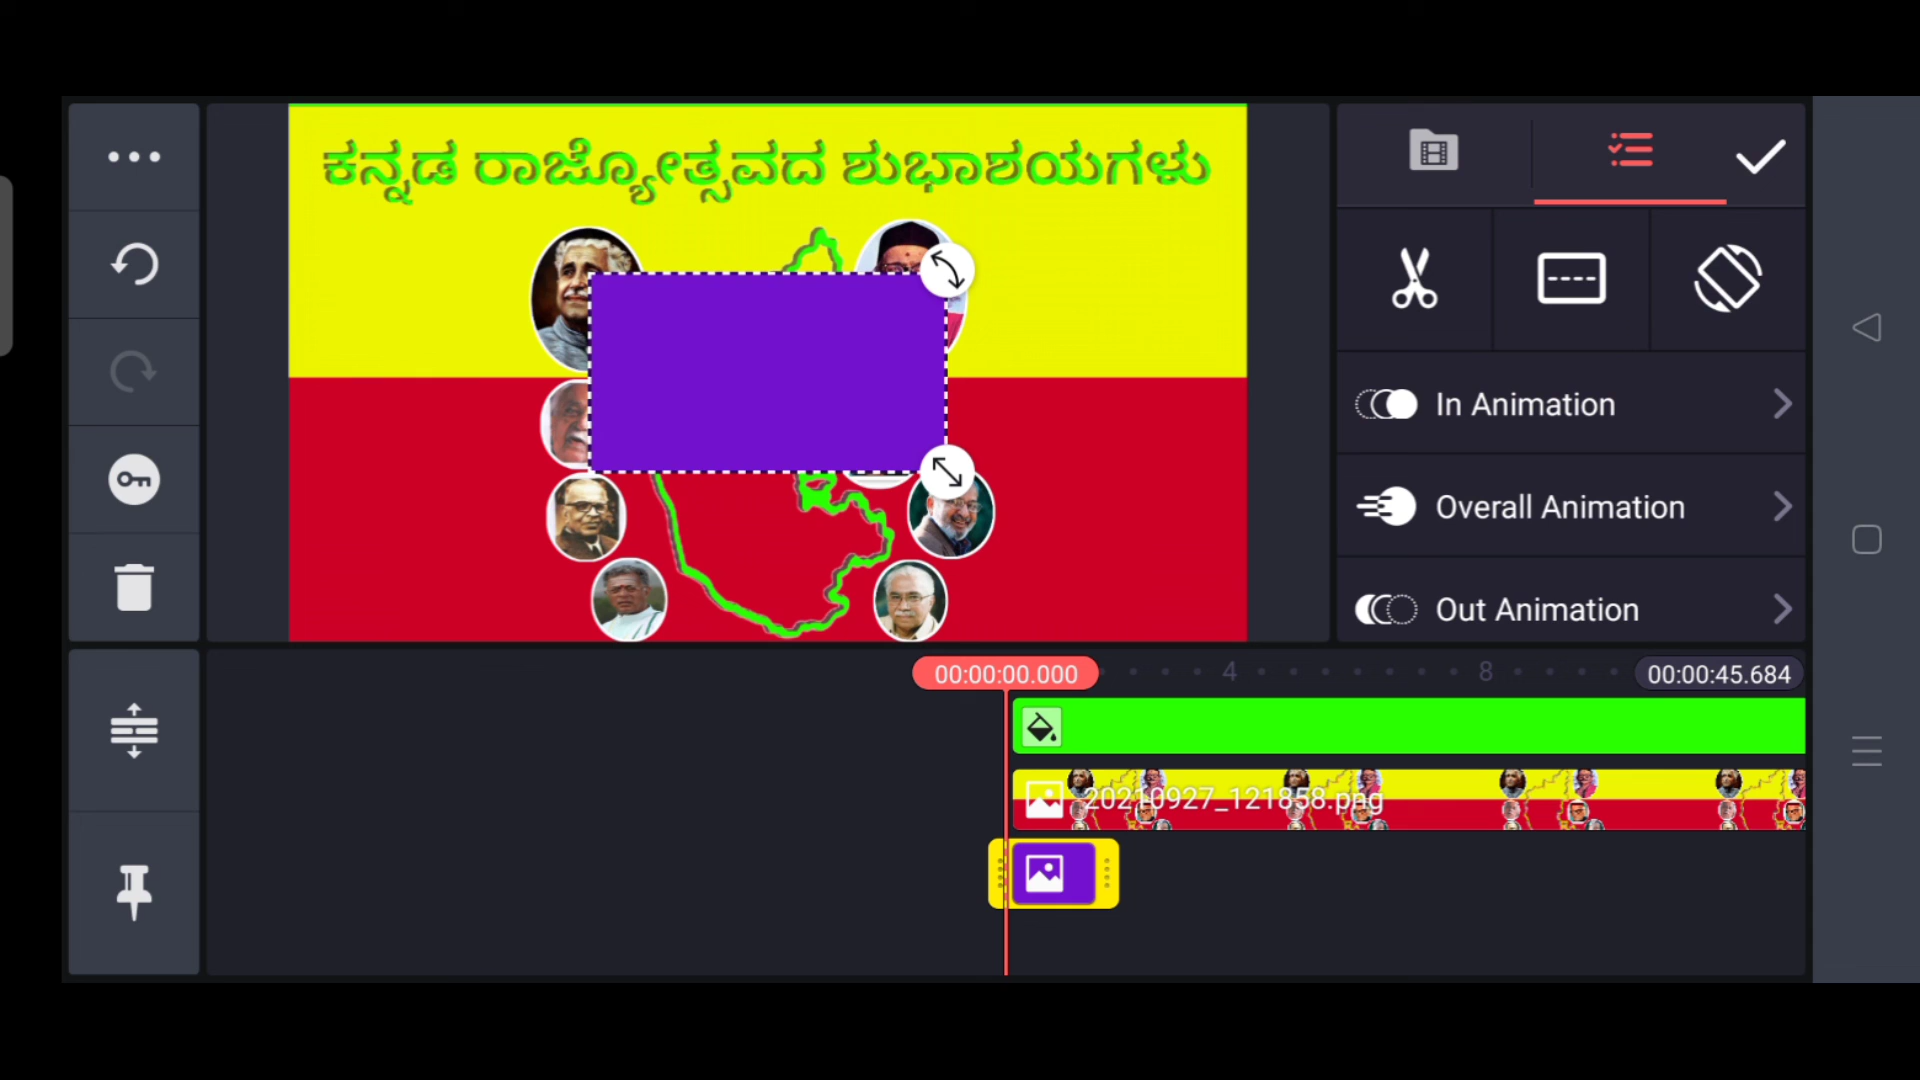 ಕನ್ನಡ ರಾಜ್ಯೋತ್ಸವದ ಶುಭಾಶಯಗಳು
In Animation
Overall Animation
Out Animation
00:00:00.000
4
8
00:00:45.684
20210927_121858.png